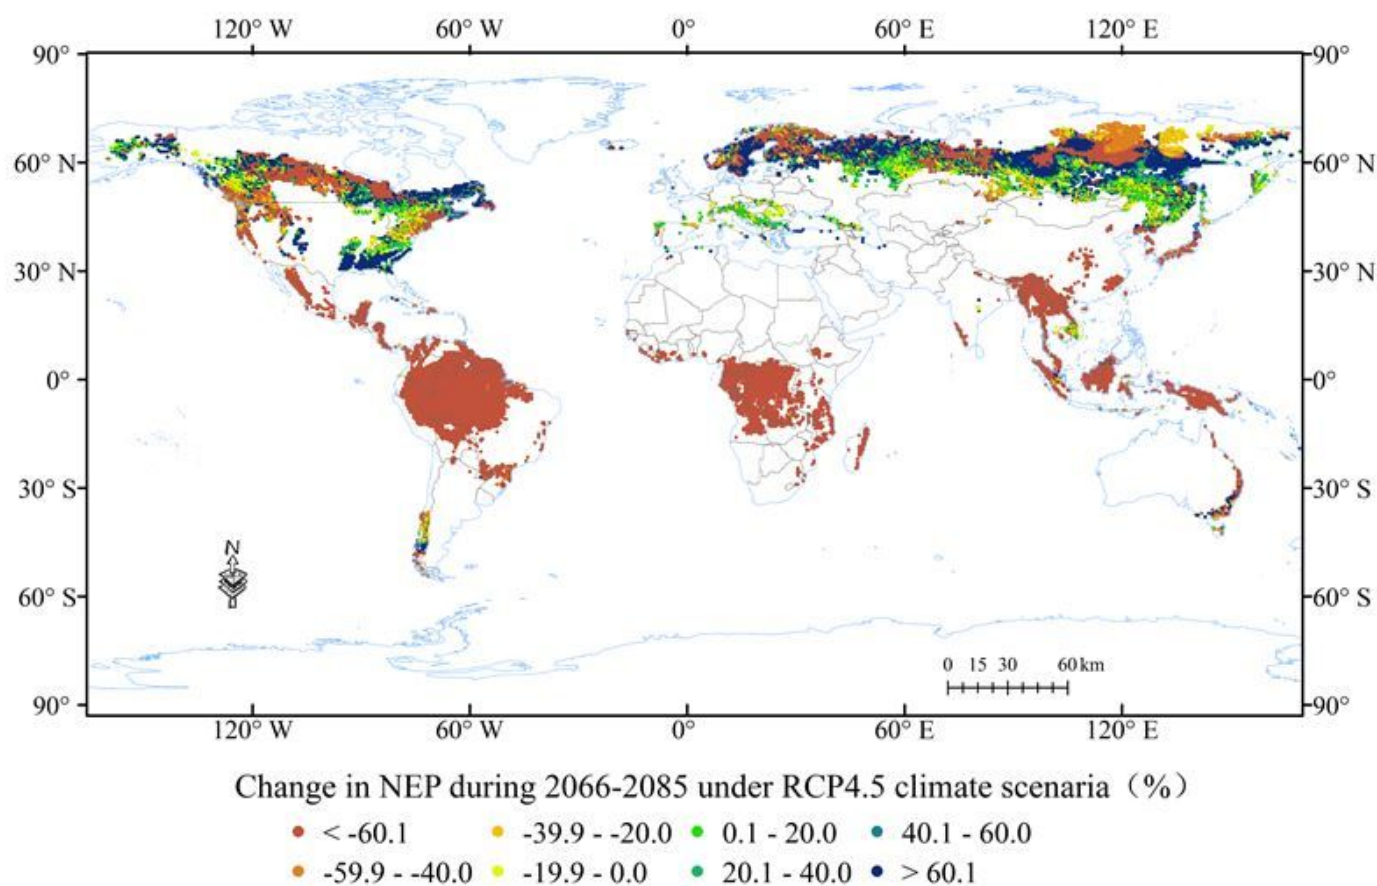 120° W 60° W 0° 60° E 120° E
90° 90°
60° N 60° N
30° N 30° N
0° 0°
30° S 30° S
N
60° S 60° S
0 15 30 60 km
90° 90°
120° W 60° W 0° 60° E 120° E
Change in NEP during 2066-2085 under RCP4.5 climate scenaria（%）
< -60.1 -39.9 - -20.0 0.1 - 20.0 40.1 - 60.0
-59.9 - -40.0 -19.9 - 0.0 20.1 - 40.0 > 60.1